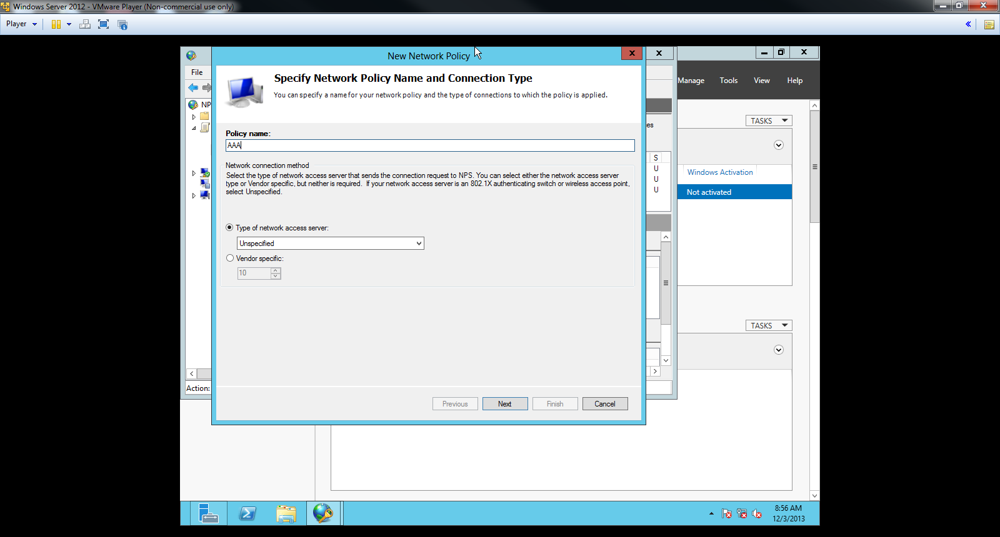 Windows Server 2012 - VMware Player (Non-commercial use only)
Player
New Network Policy
File
Specify Network Policy Name and Connection Type
You can specify a name for your network policy and the type of connections to which the policy is applied.
Manage Tools View Help
NP
es
TASKS
Policy name:
AAA
Network connection method
Select the type of network access server that sends the connection request to NPS. You can select either the network access server
type or Vendor specific, but neither is required. If your network access server is an 802.1X authenticating switch or wireless access point,
select Unspecified.
S
U
U
U
Windows Activation
Not activated
Type of network access server:
Unspecified
Vendor specific:
10
TASKS
Action:
Previous Next Finish Cancel
8:56 AM
12/3/2013